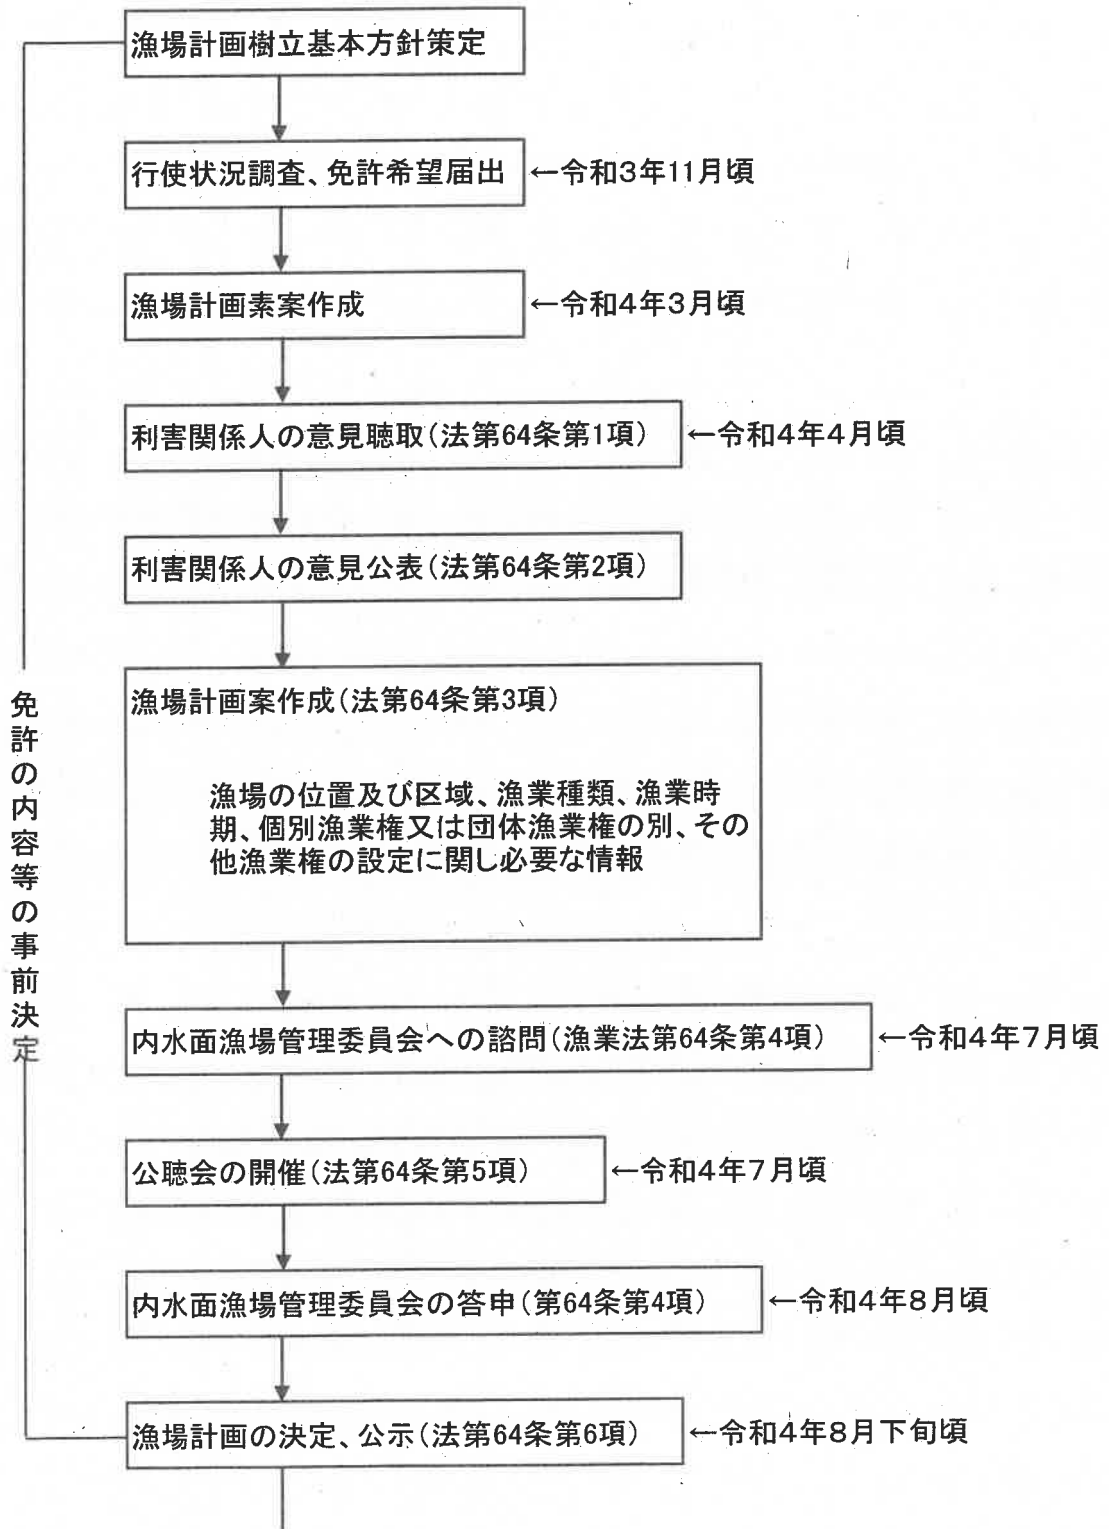 漁場計画樹立基本方針策定
行使状況調査、免許希望届出 ←令和3年11月頃
漁場計画素案作成 ←令和4年3月頃
利害関係人の意見聴取(法第64条第1項) ←令和4年4月頃
利害関係人の意見公表(法第64条第2項)
漁場計画案作成(法第64条第3項)
漁場の位置及び区域、漁業種類、漁業時
期、個別漁業権又は団体漁業権の別、その
他漁業権の設定に関し必要な情報
免許の内容等の事前決定
内水面漁場管理委員会への諮問(漁業法第64条第4項) ←令和4年7月頃
公聴会の開催(法第64条第5項) ←令和4年7月頃
内水面漁場管理委員会の答申(第64条第4項) ←令和4年8月頃
漁場計画の決定、公示(法第64条第6項) ←令和4年8月下旬頃